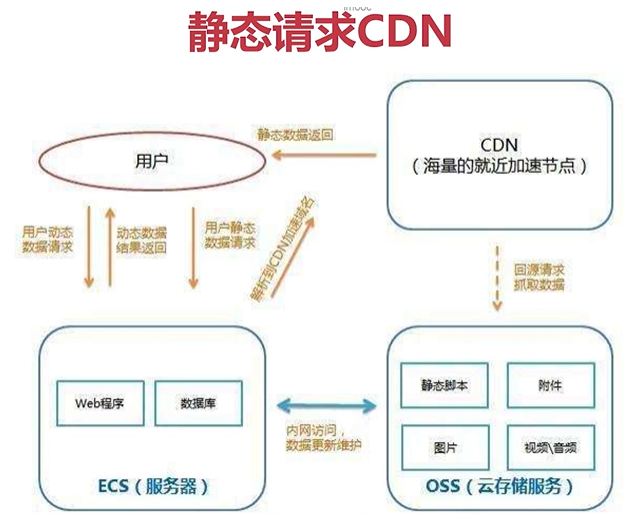 imooc
静态请求CDN
静态数据返回
CDN
（海量的就近加速节点）
用户
用户动态
数据请求
动态数据
结果返回
用户静态
数据请求
解析到CDN加速域名
回源请求
抓取数据
Web程序
数据库
ECS（服务器）
内网访问，
数据更新维护
静态脚本
附件
图片
视频\音频
OSS（云存储服务）